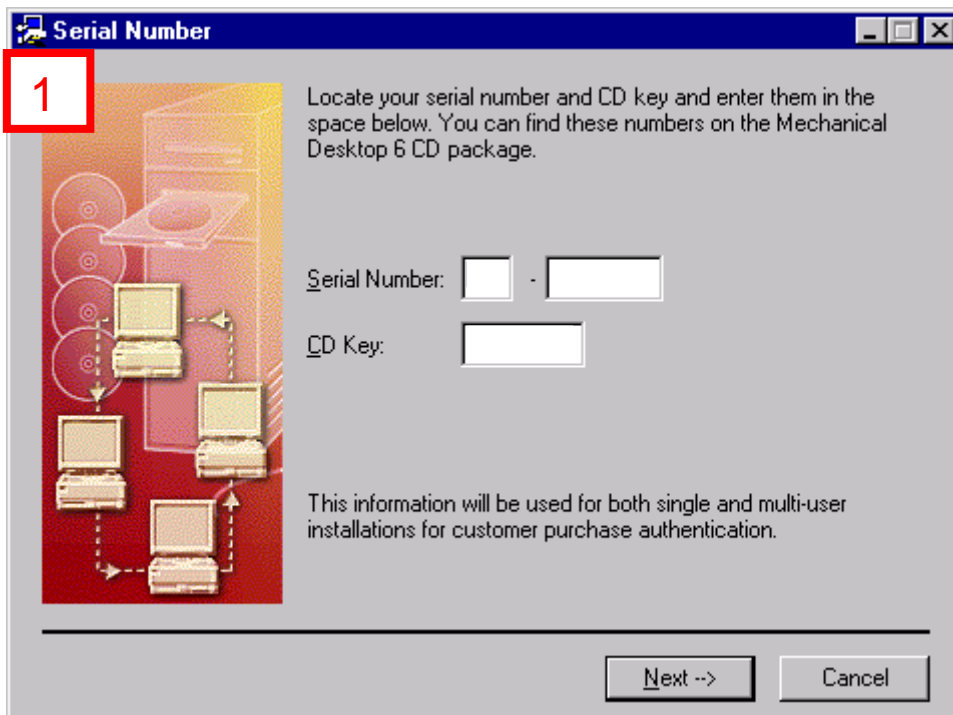 Serial Number
1
Locate your serial number and CD key and enter them in the
space below. You can find these numbers on the Mechanical
Desktop 6 CD package.
Serial Number: -
CD Key:
This information will be used for both single and multi-user
installations for customer purchase authentication.
Next --> Cancel